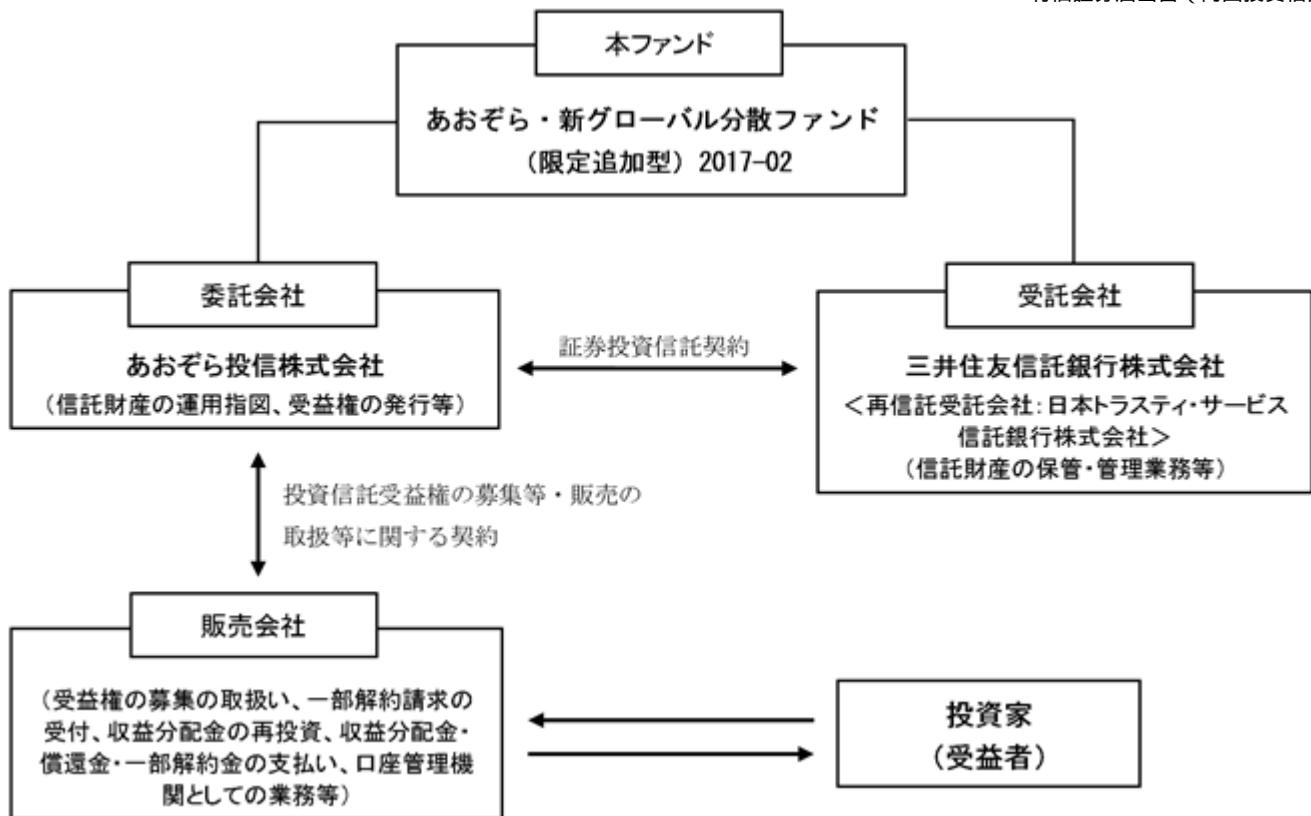 本ファンド
あおぞら・新グローバル分散ファンド
（限定追加型）2017-02
委託会社
あおぞら投信株式会社
（信託財産の運用指図、受益権の発行等）
証券投資信託契約
受託会社
三井住友信託銀行株式会社
＜再信託受託会社：日本トラスティ・サービス
信託銀行株式会社＞
（信託財産の保管・管理業務等）
投資信託受益権の募集等・販売の
取扱等に関する契約
販売会社
（受益権の募集の取扱い、一部解約請求の
受付、収益分配金の再投資、収益分配金・
償還金・一部解約金の支払い、口座管理機
関としての業務等）
投資家
（受益者）